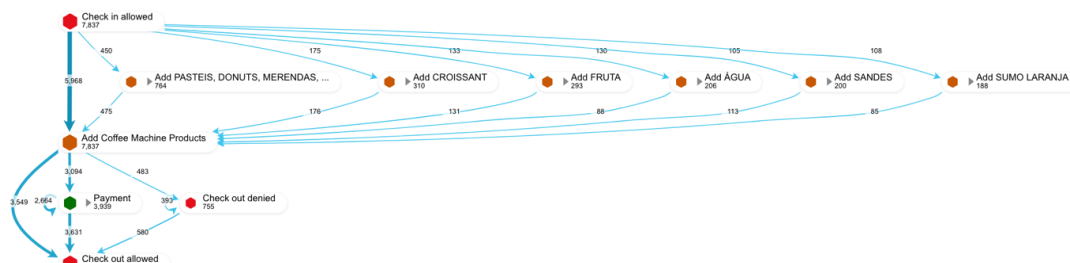 Check in allowed
7,837
450
175
133
130
105
108
5,968
Add PASTEIS, DONUTS, MERENDAS, ...
764
Add CROISSANT
310
Add FRUTA
293
Add ÁGUA
206
Add SANDES
200
Add SUMO LARANJA
188
475
176
131
88
113
85
Add Coffee Machine Products
7,837
3,094
483
3,549
2,664
Payment
3,939
393
Check out denied
755
3,631
580
Check out allowed